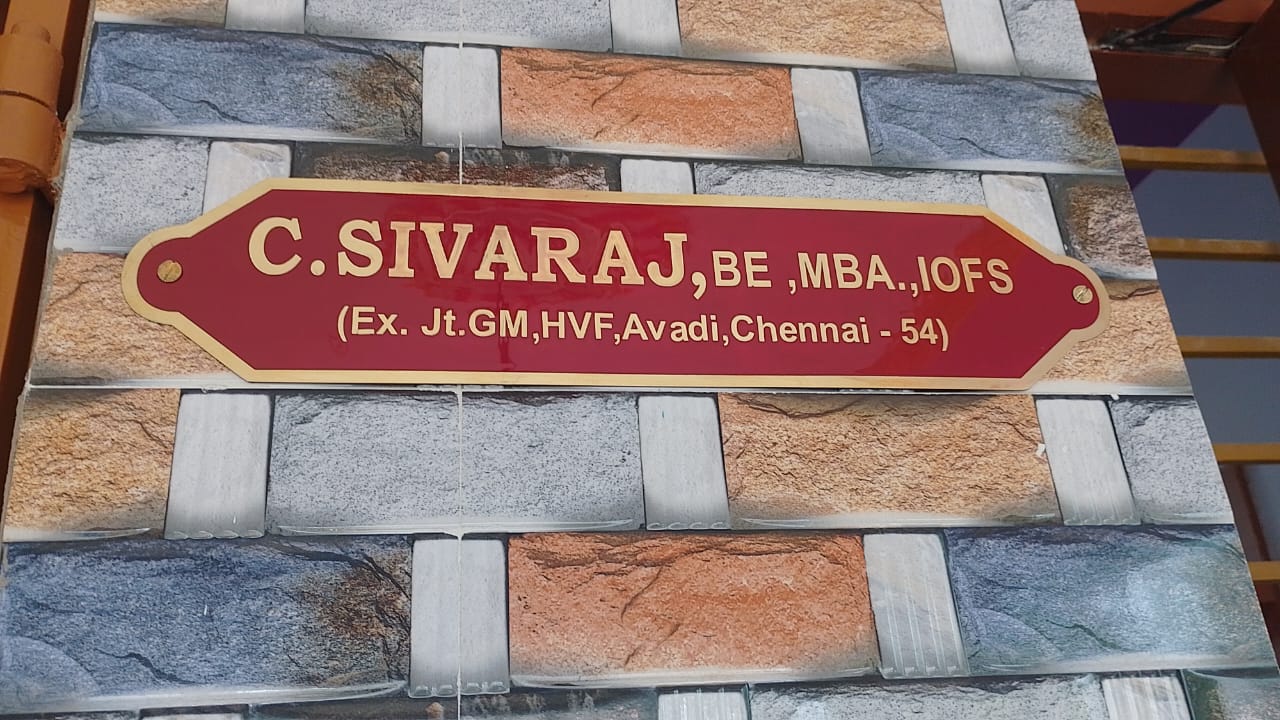 C. SIVARAJ, BE ,MBA.,IOFS
(Ex. Jt.GM,HVF,Avadi,Chennai - 54)